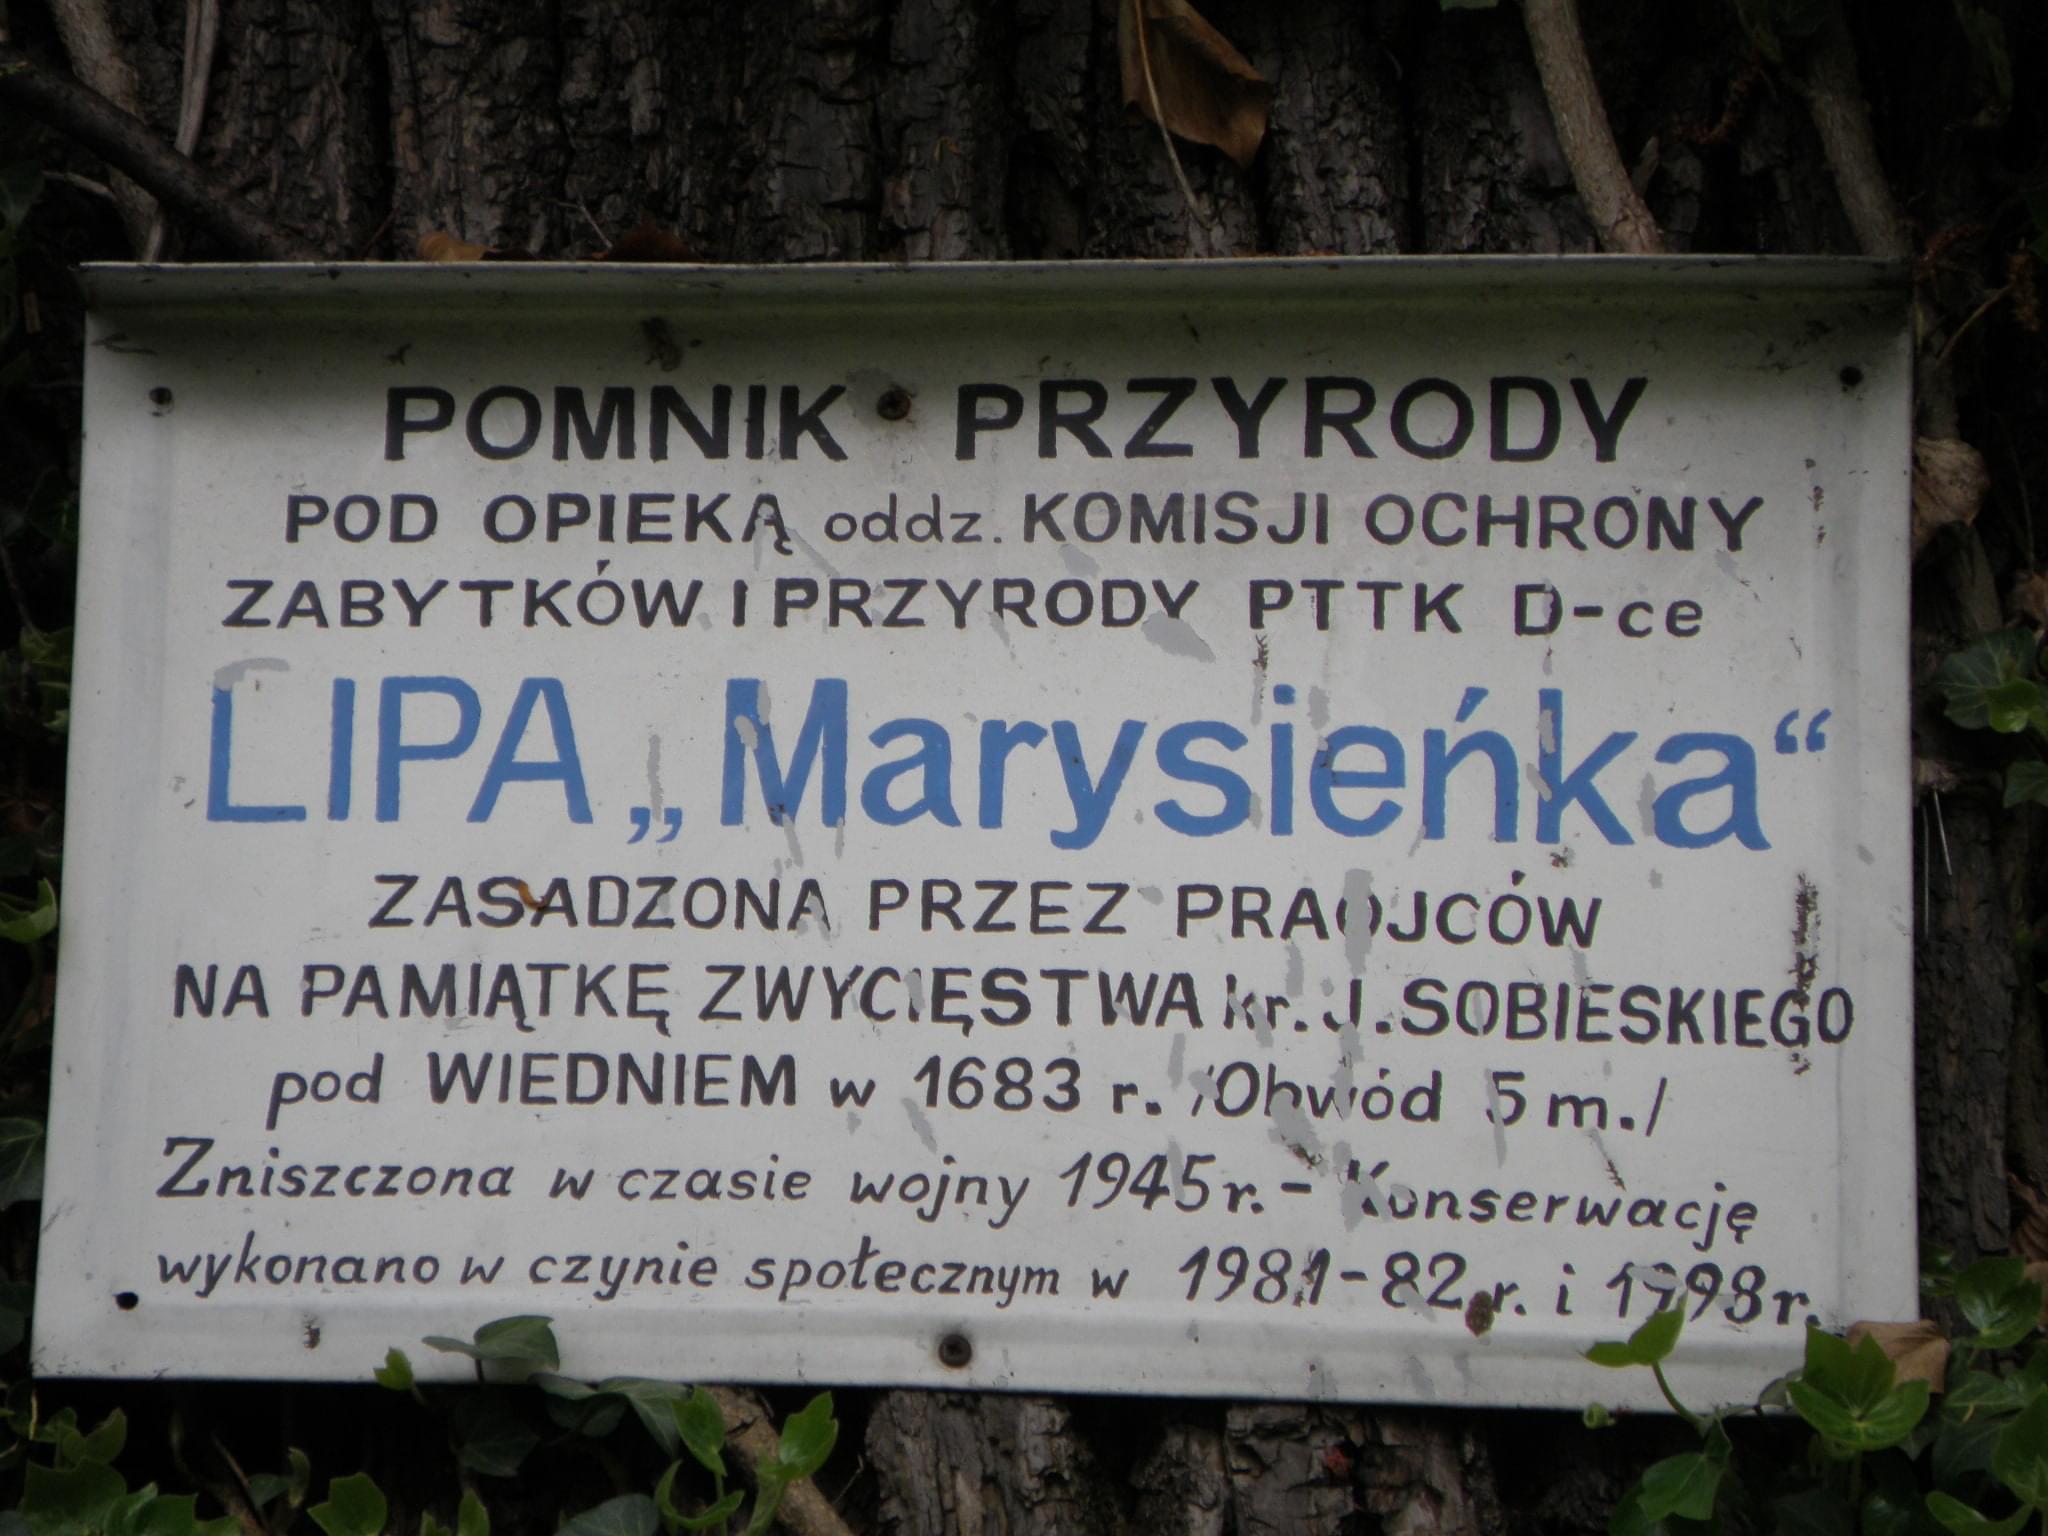 POMNIK PRZYRODY
POD OPIEKĄ oddz. KOMISJI OCHRONY
ZABYTKÓW I PRZYRODY PTTK D-ce
LIPA „Marysieńka“
ZASADZONA PRZEZ PRAOJCÓW
NA PAMIĄTKĘ ZWYCIĘSTWA kr. J. SOBIESKIEGO
pod WIEDNIEM w 1683 r. /Obwód 5 m./
Zniszczona w czasie wojny 1945 r. - Konserwację
wykonano w czynie społecznym w 1981-82 r. i 1998 r.